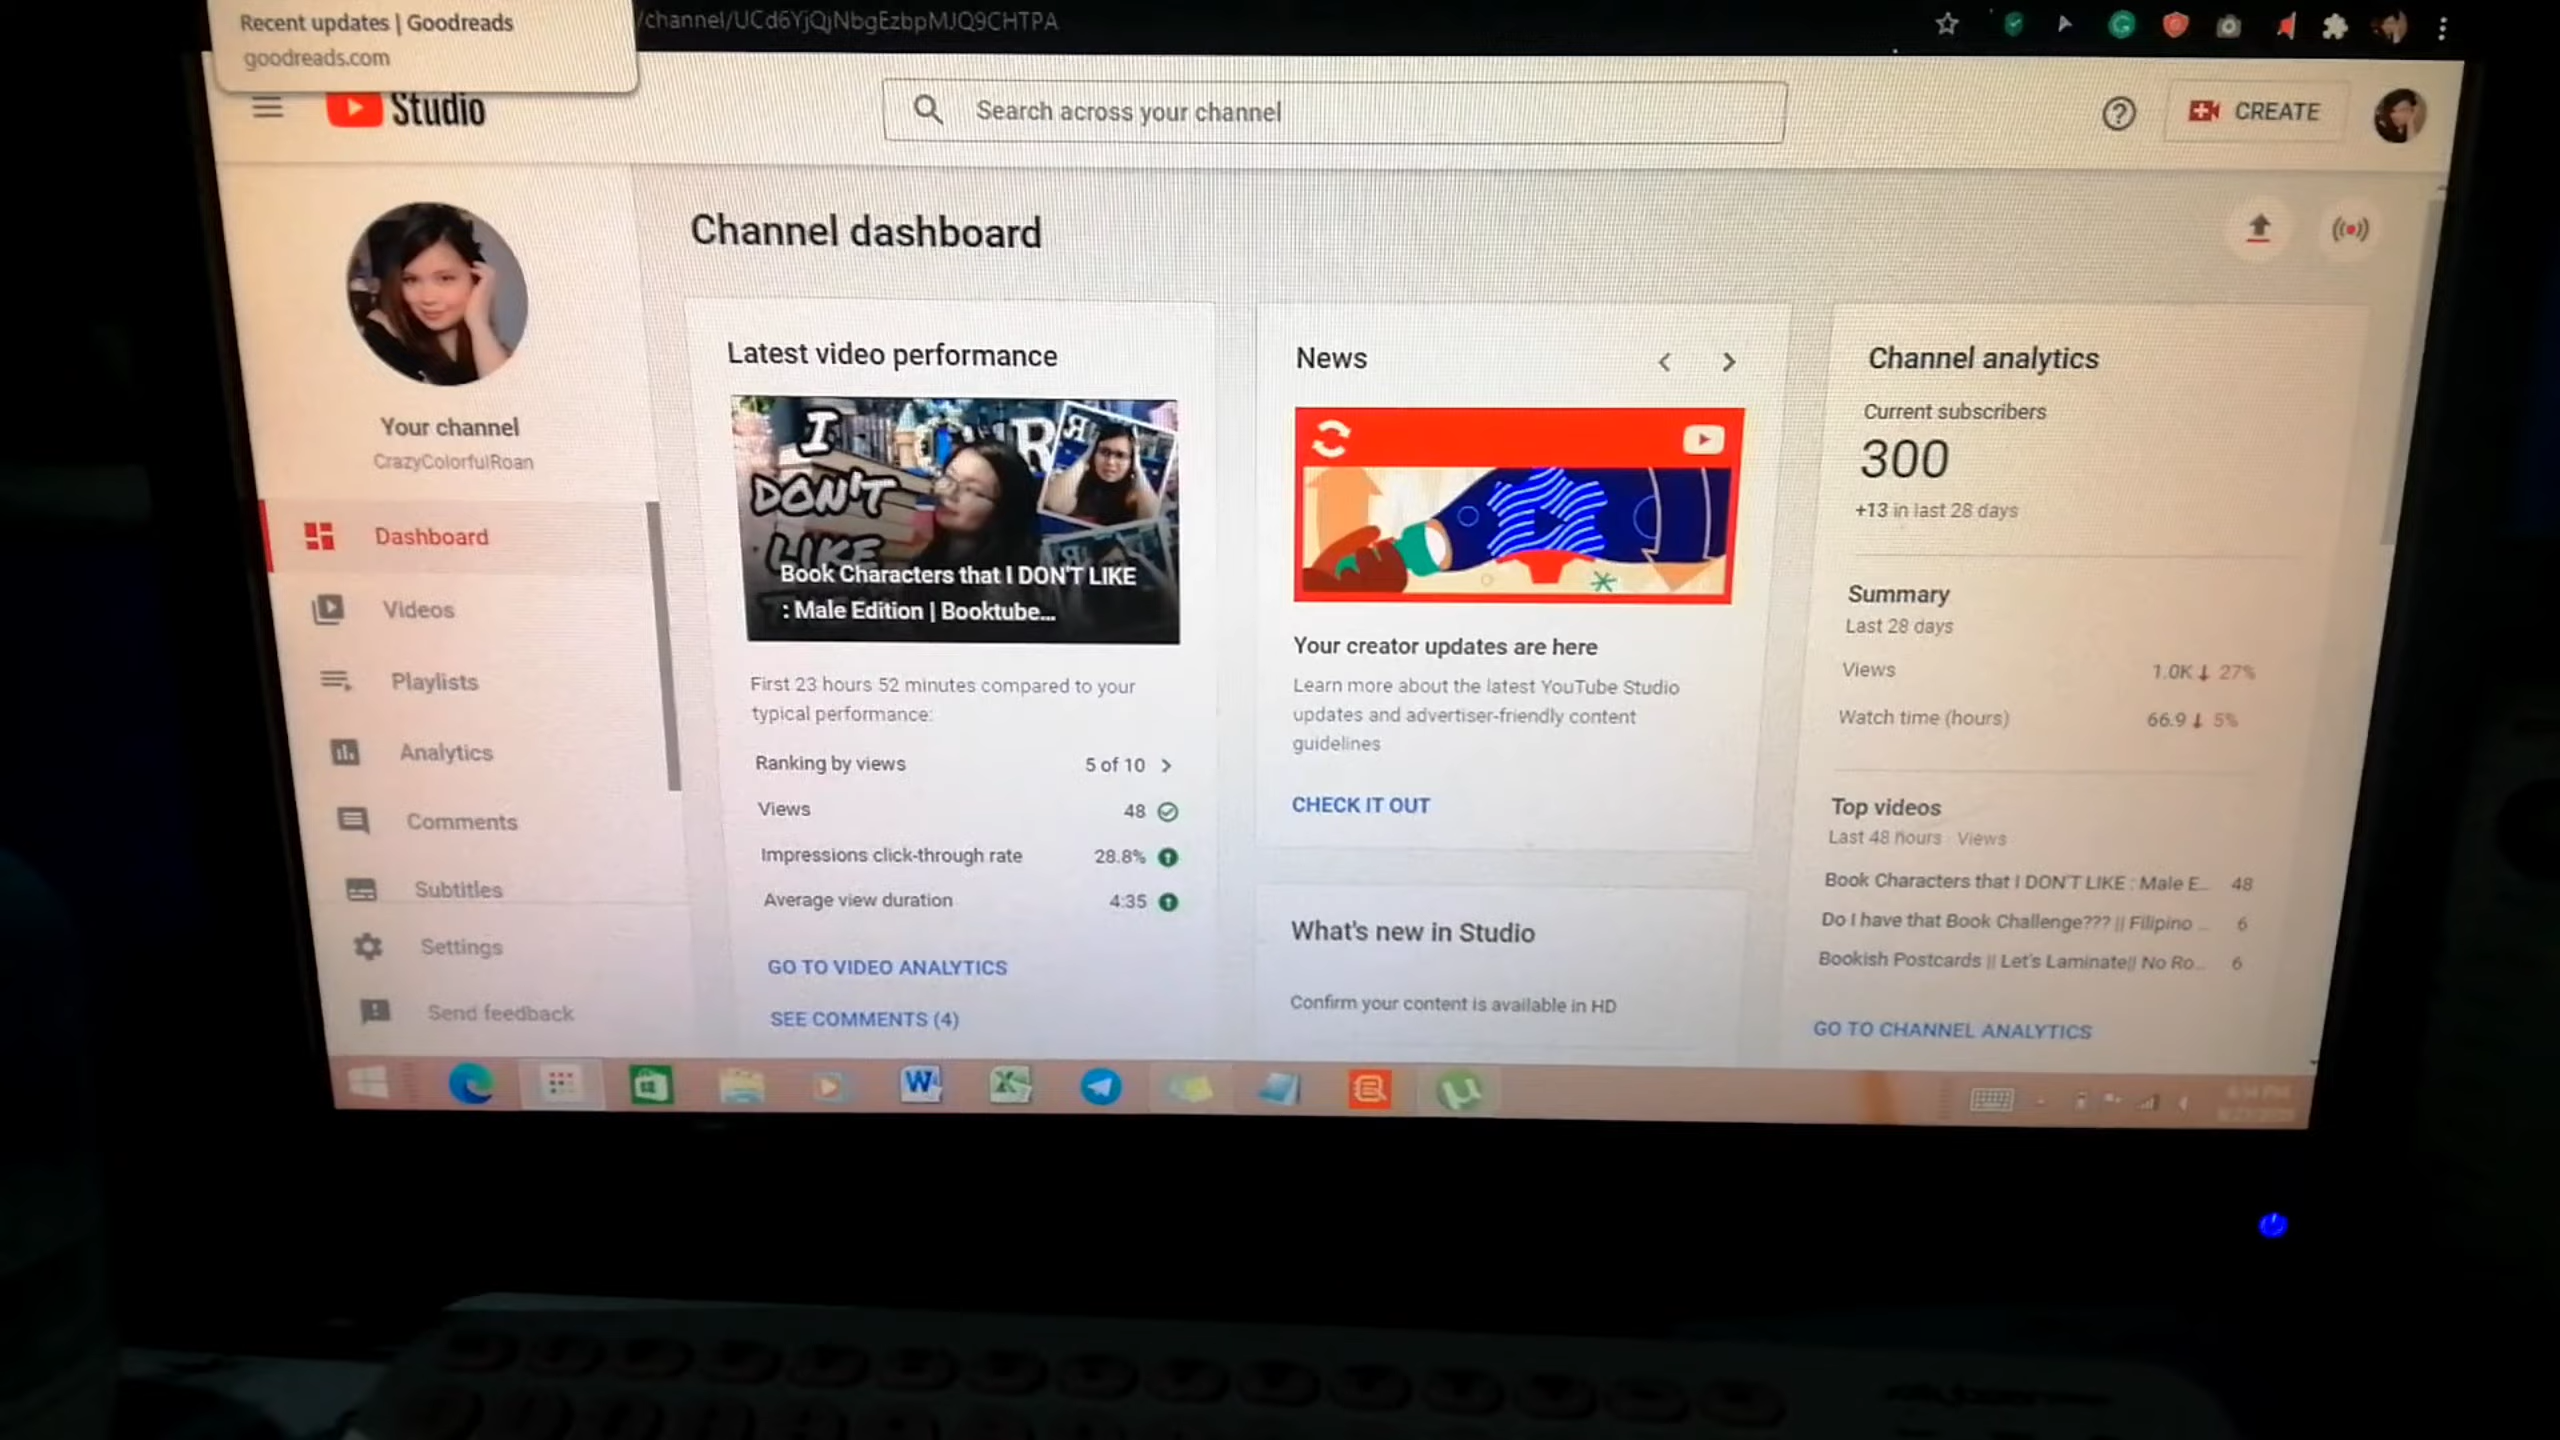 Recent updates | Goodreads
goodreads.com
/channel/UCd6YjQjNbgEzbpMJQ9CHTPA
Studio
Search across your channel
CREATE
Your channel
CrazyColorfulRoan
Dashboard
Videos
Playlists
Analytics
Comments
Subtitles
Settings
Send feedback
Channel dashboard
Latest video performance
I
DON'T
LIKE
R
Book Characters that I DON'T LIKE
: Male Edition | Booktube...
First 23 hours 52 minutes compared to your
typical performance:
Ranking by views 5 of 10
Views 48
Impressions click-through rate 28.8%
Average view duration 4:35
GO TO VIDEO ANALYTICS
SEE COMMENTS (4)
News
Your creator updates are here
Learn more about the latest YouTube Studio
updates and advertiser-friendly content
guidelines
CHECK IT OUT
What's new in Studio
Confirm your content is available in HD
Channel analytics
Current subscribers
300
+13 in last 28 days
Summary
Last 28 days
Views 1.0K 27%
Watch time (hours) 66.9 5%
Top videos
Last 48 hours · Views
Book Characters that I DON'T LIKE : Male E... 48
Do I have that Book Challenge??? || Filipino ... 6
Bookish Postcards || Let's Laminate|| No Ro... 6
GO TO CHANNEL ANALYTICS